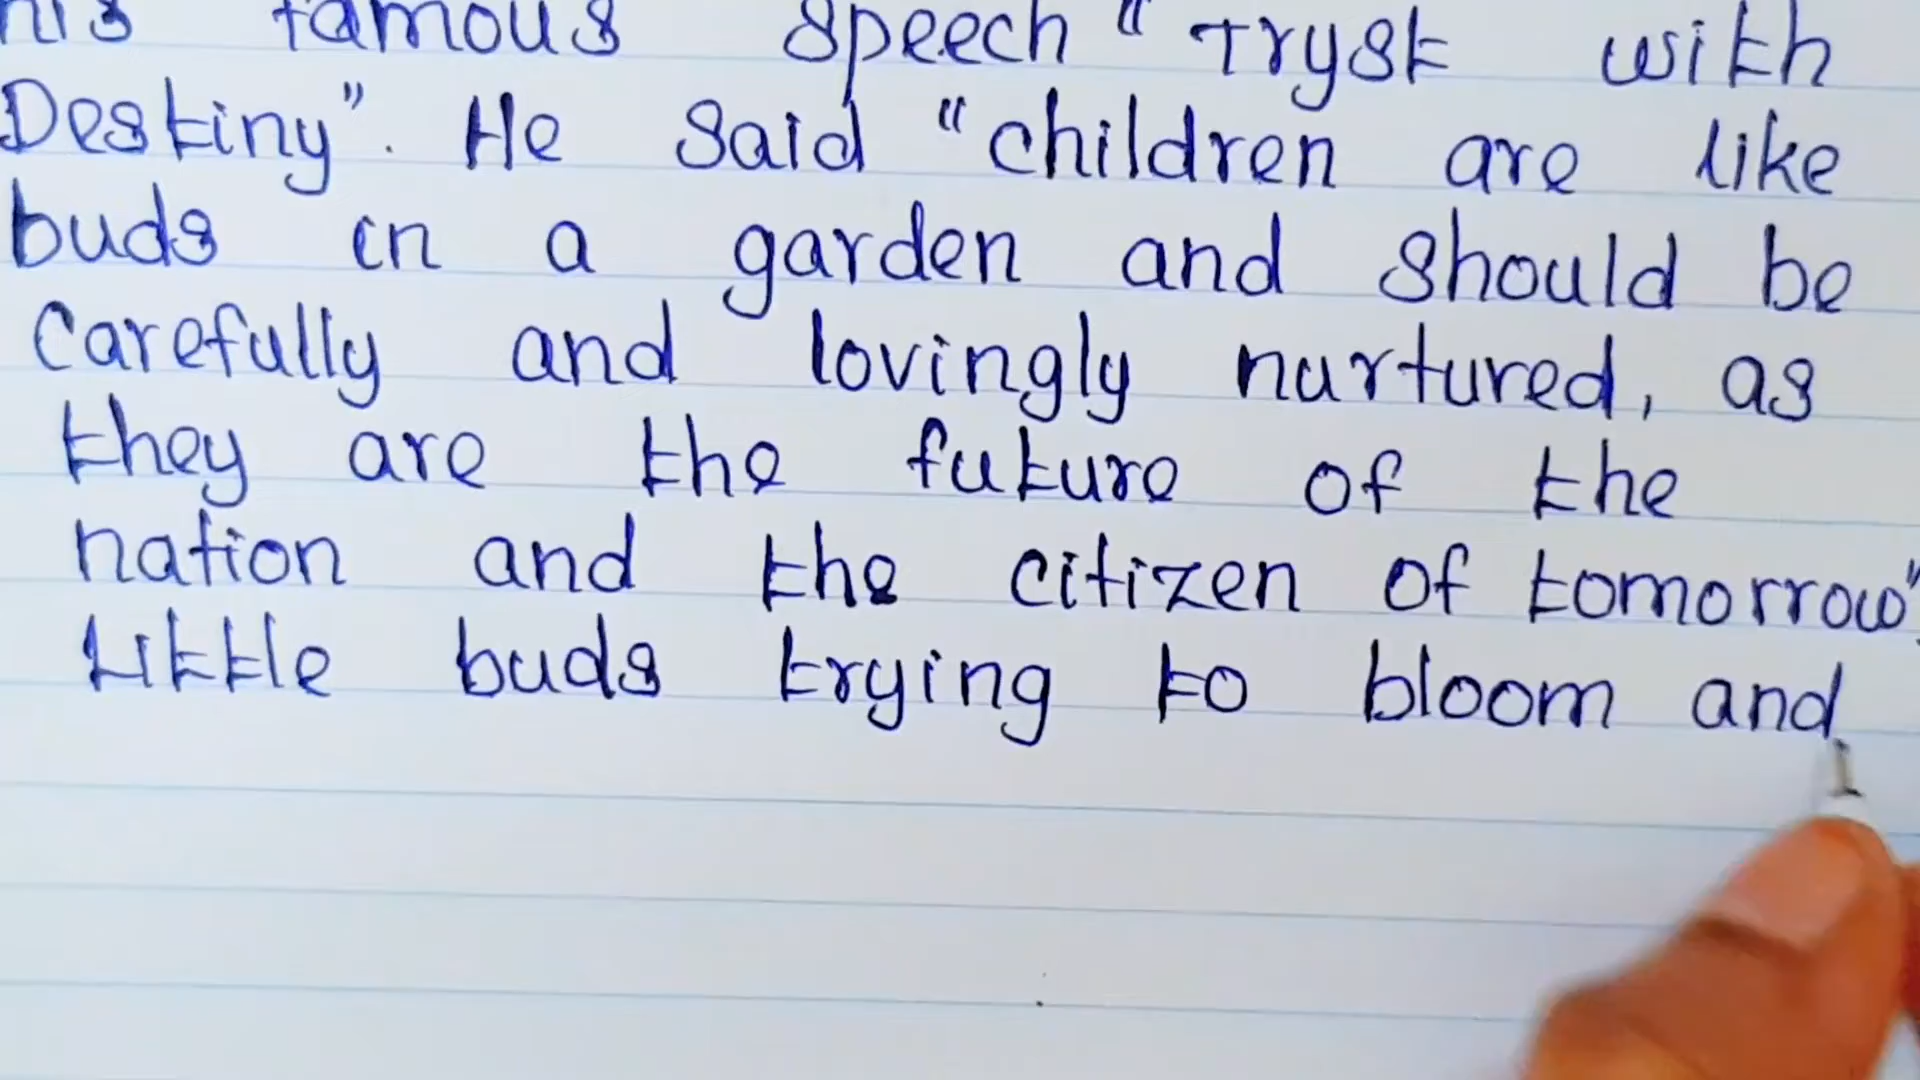 his famous speech "Tryst with
Destiny". He said "children are like
buds in a garden and should be
Carefully and lovingly nurtured, as
they are the future of the
nation and the citizen of tomorrow"
Little buds trying to bloom and